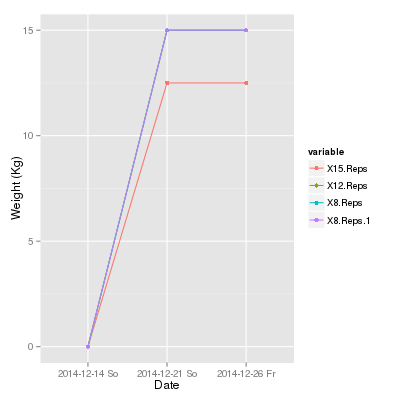 15
10
5
0
Weight (Kg)
2014-12-14 So
2014-12-21 So
2014-12-26 Fr
Date
variable
X15.Reps
X12.Reps
X8.Reps
X8.Reps.1